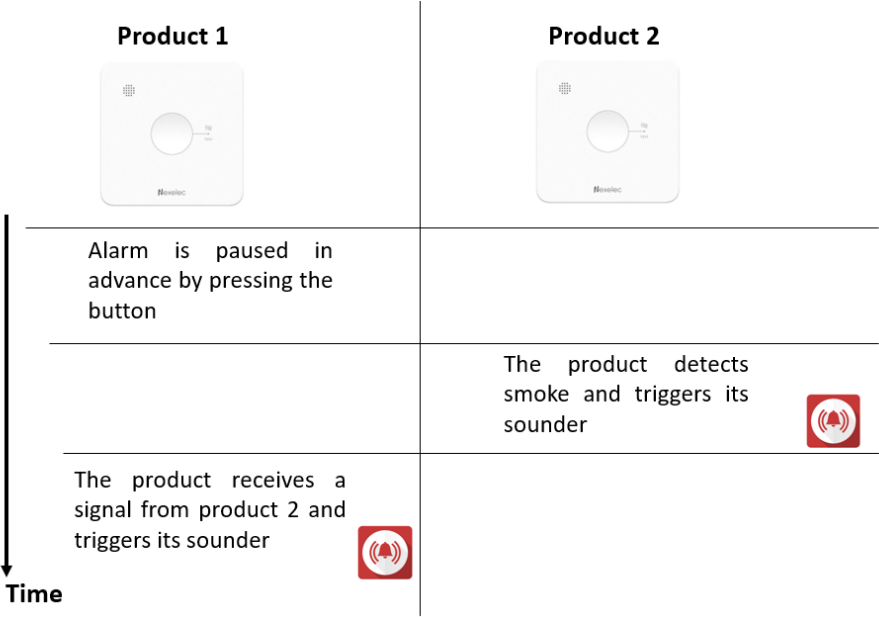 Product 1
Product 2
Nexelec
Nexelec
Alarm is paused in
advance by pressing the
button
The product detects
smoke and triggers its
sounder
The product receives a
signal from product 2 and
triggers its sounder
Time